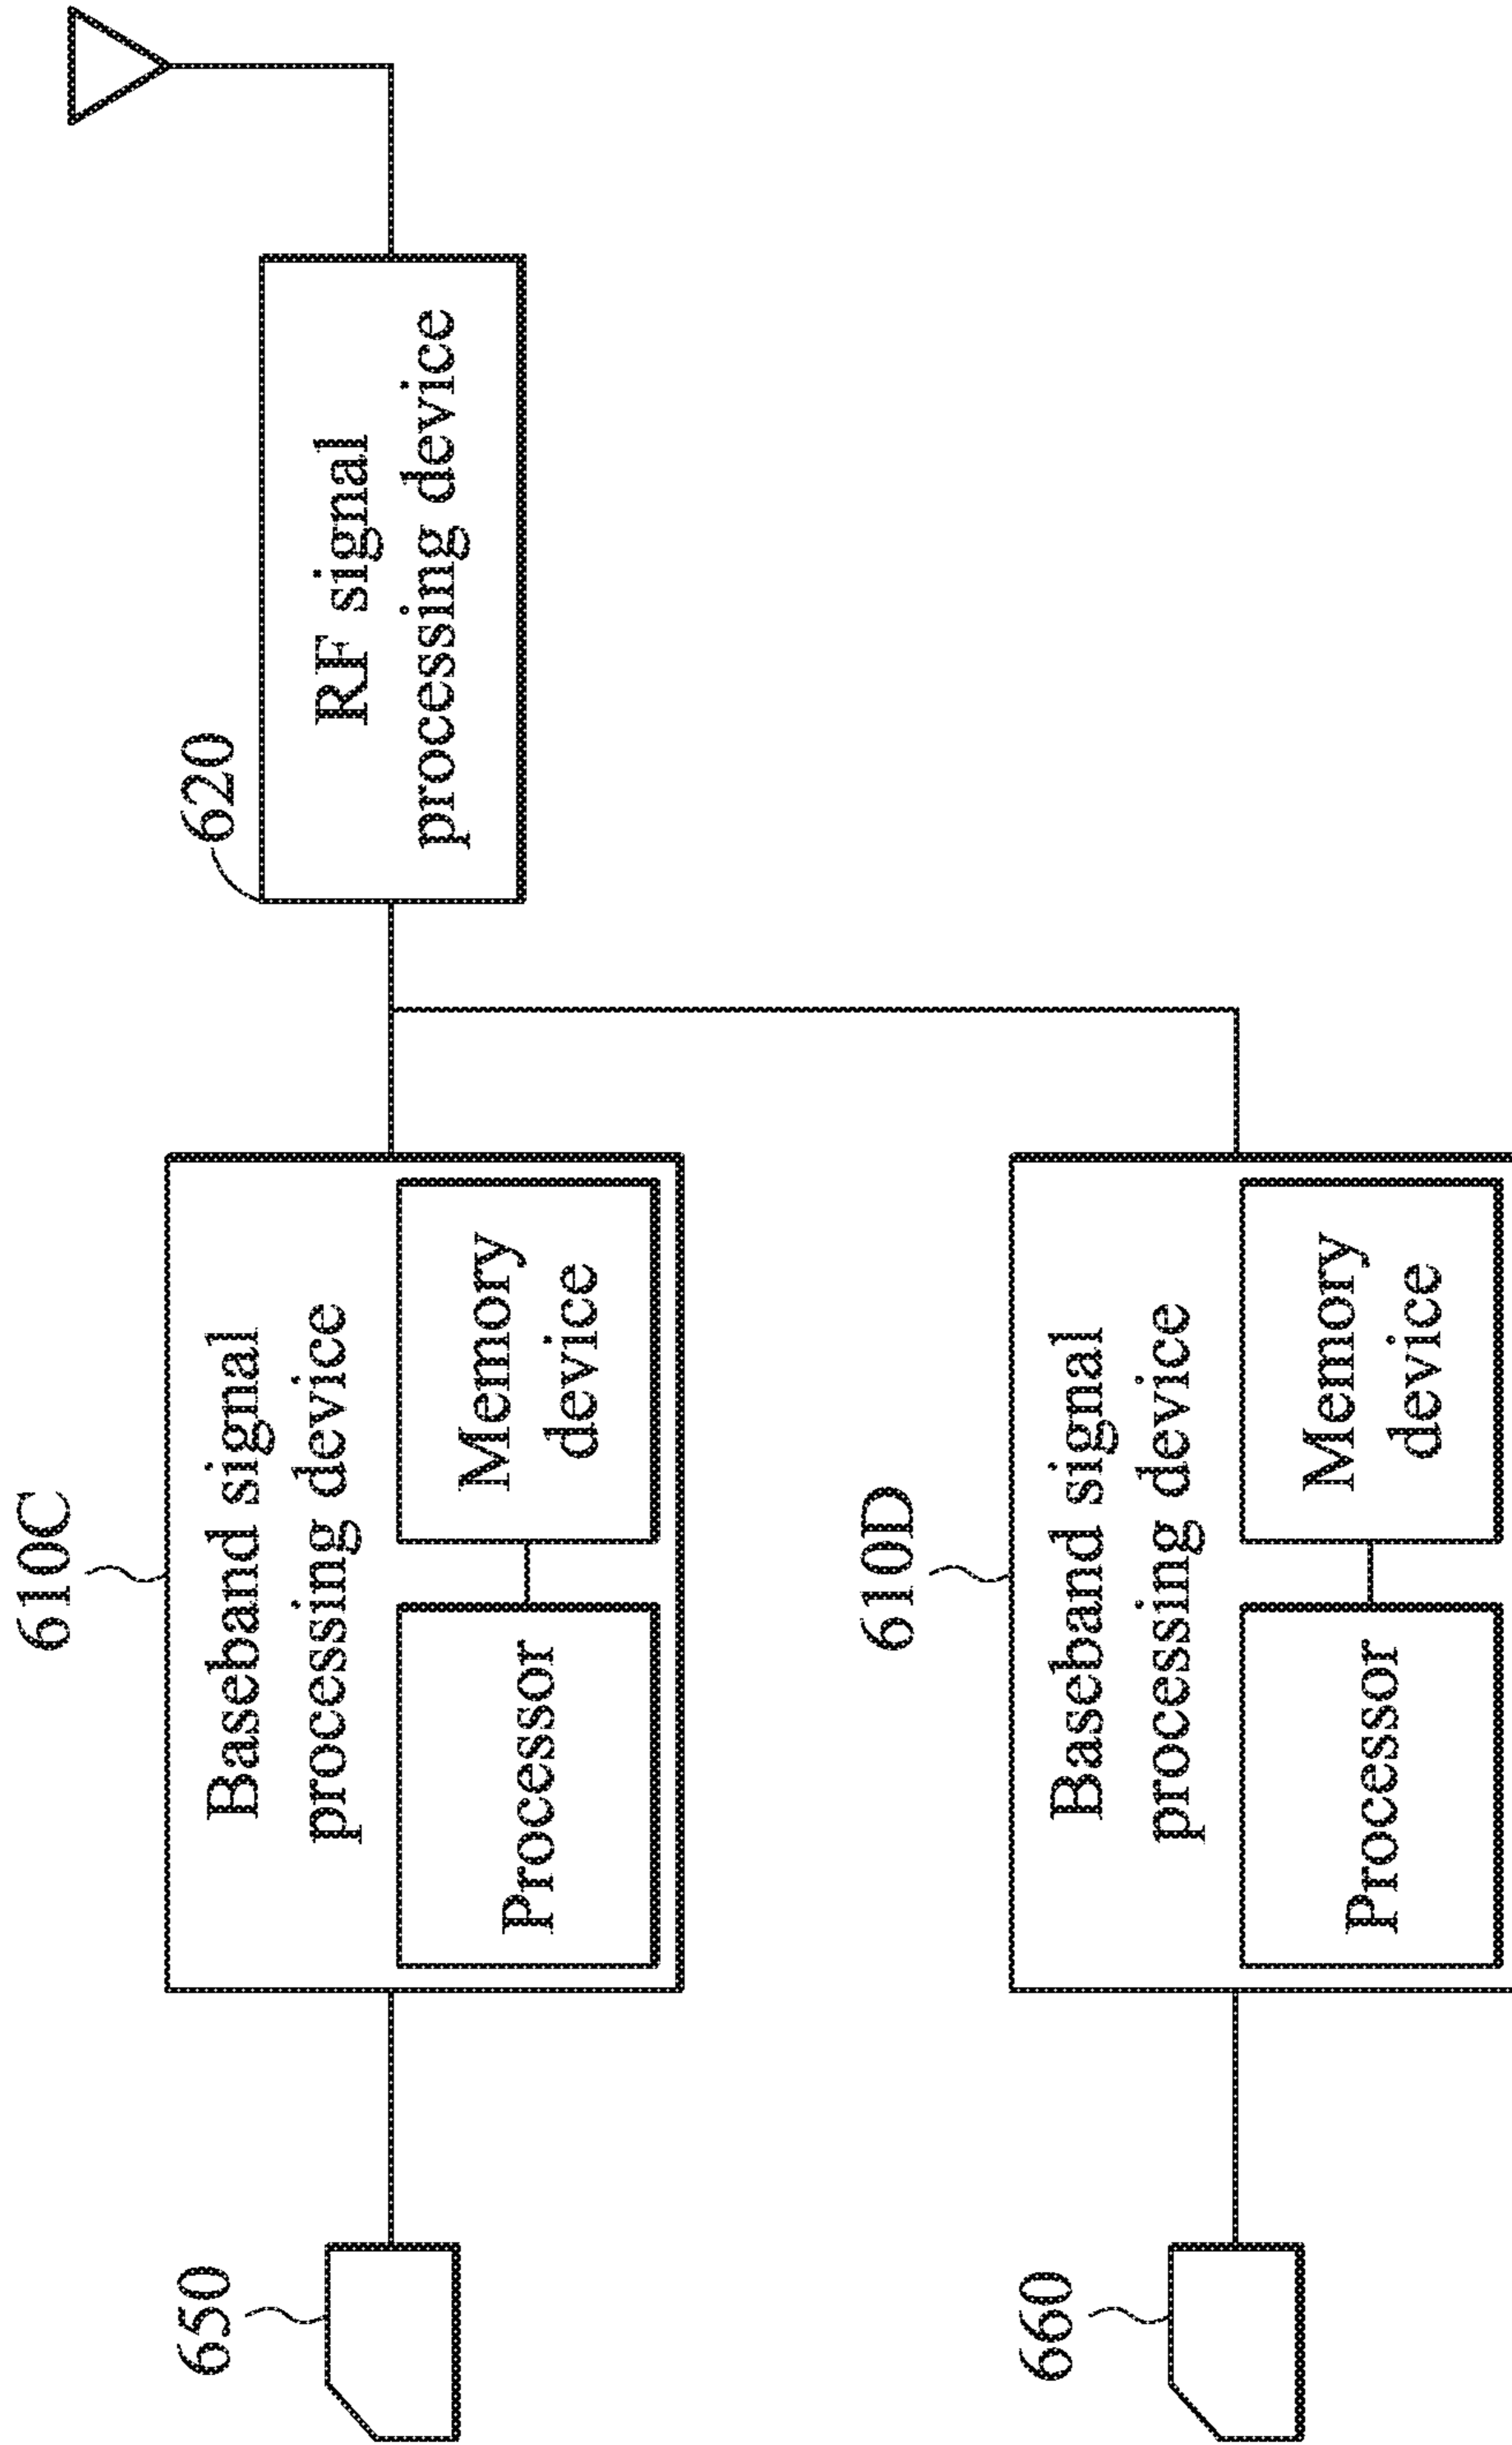 610C
650
Baseband signal
processing device
Processor
Memory
device
620
RF signal
processing device
610D
660
Baseband signal
processing device
Processor
Memory
device